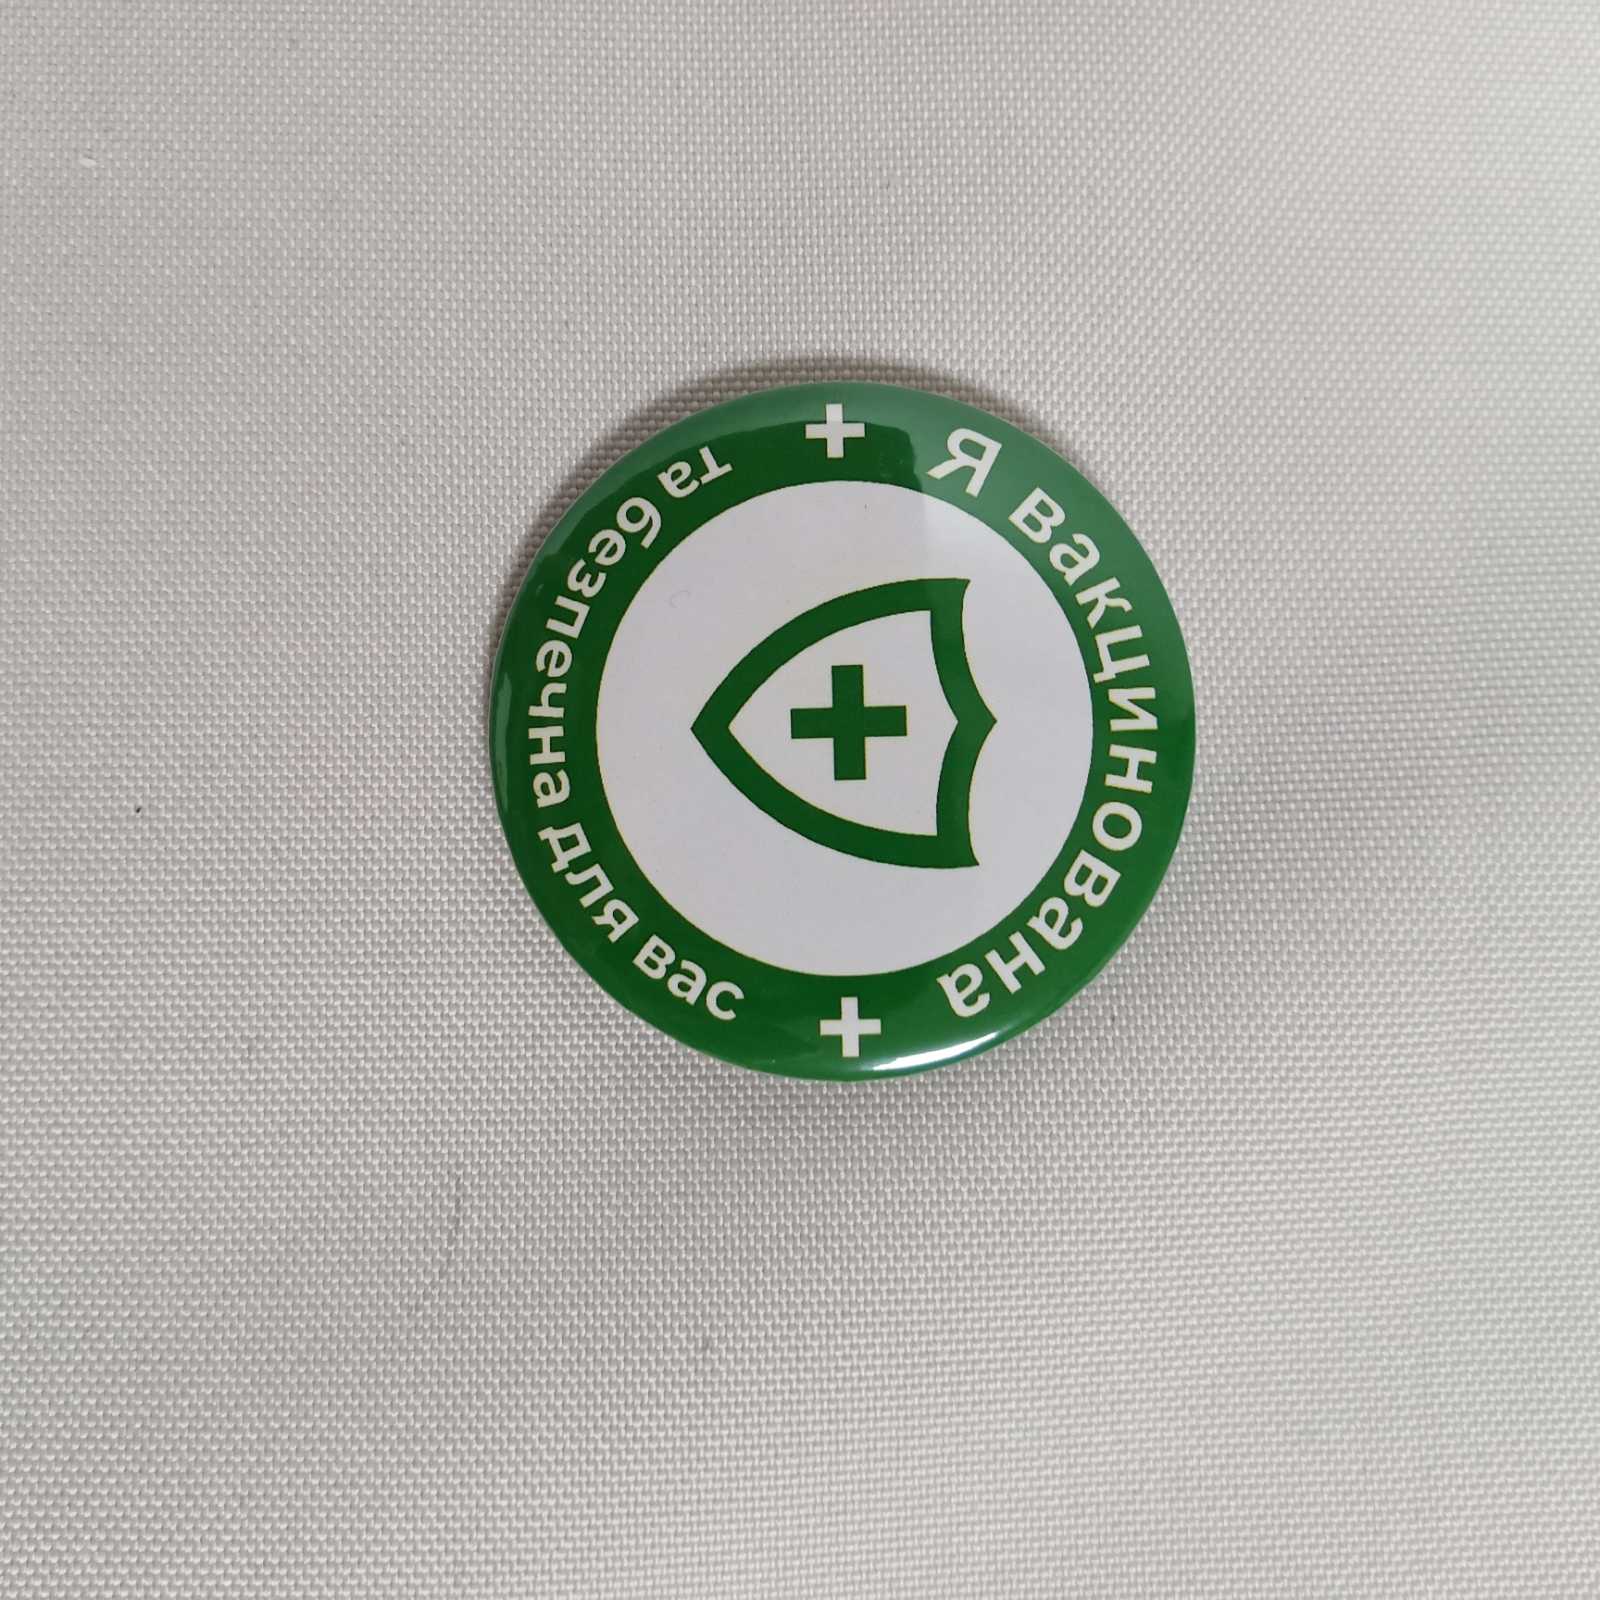 Я вакцинована
та безпечна для вас